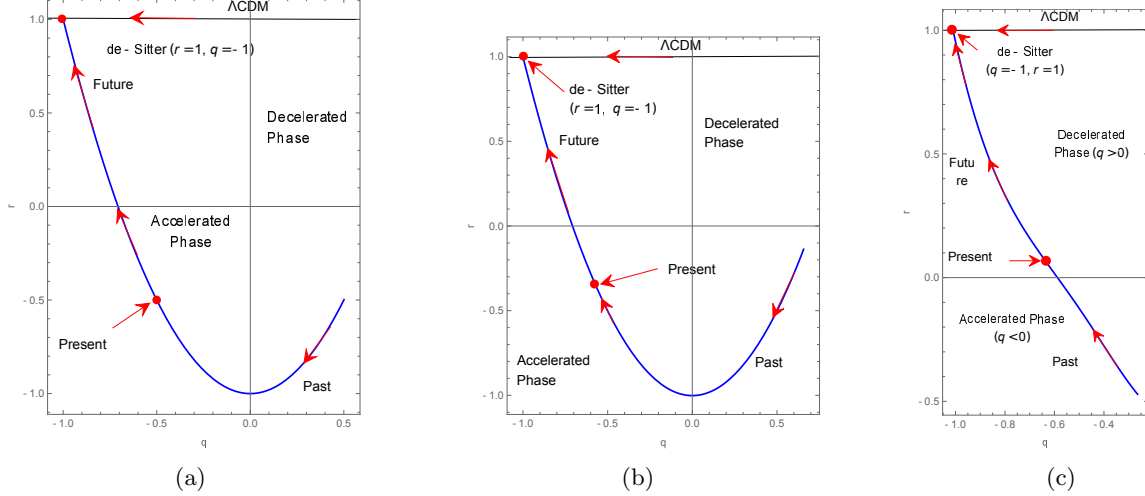 ΛCDM
de - Sitter (r = 1, q = - 1)
Future
Decelerated
Phase
Accelerated
Phase
Present
Past
1.0
0.5
0.0
- 0.5
- 1.0
r
- 1.0
- 0.5
0.0
0.5
q
(a)
ΛCDM
de - Sitter
(r = 1, q = - 1)
Future
Decelerated
Phase
Present
Accelerated
Phase
Past
1.0
0.5
0.0
- 0.5
- 1.0
r
- 1.0
- 0.5
0.0
0.5
q
(b)
ΛCDM
de - Sitter
(q = - 1, r = 1)
Decelerated
Phase (q > 0)
Futu
re
Present
Accelerated Phase
(q < 0)
Past
1.0
0.5
0.0
- 0.5
r
- 1.0
- 0.8
- 0.6
- 0.4
q
(c)